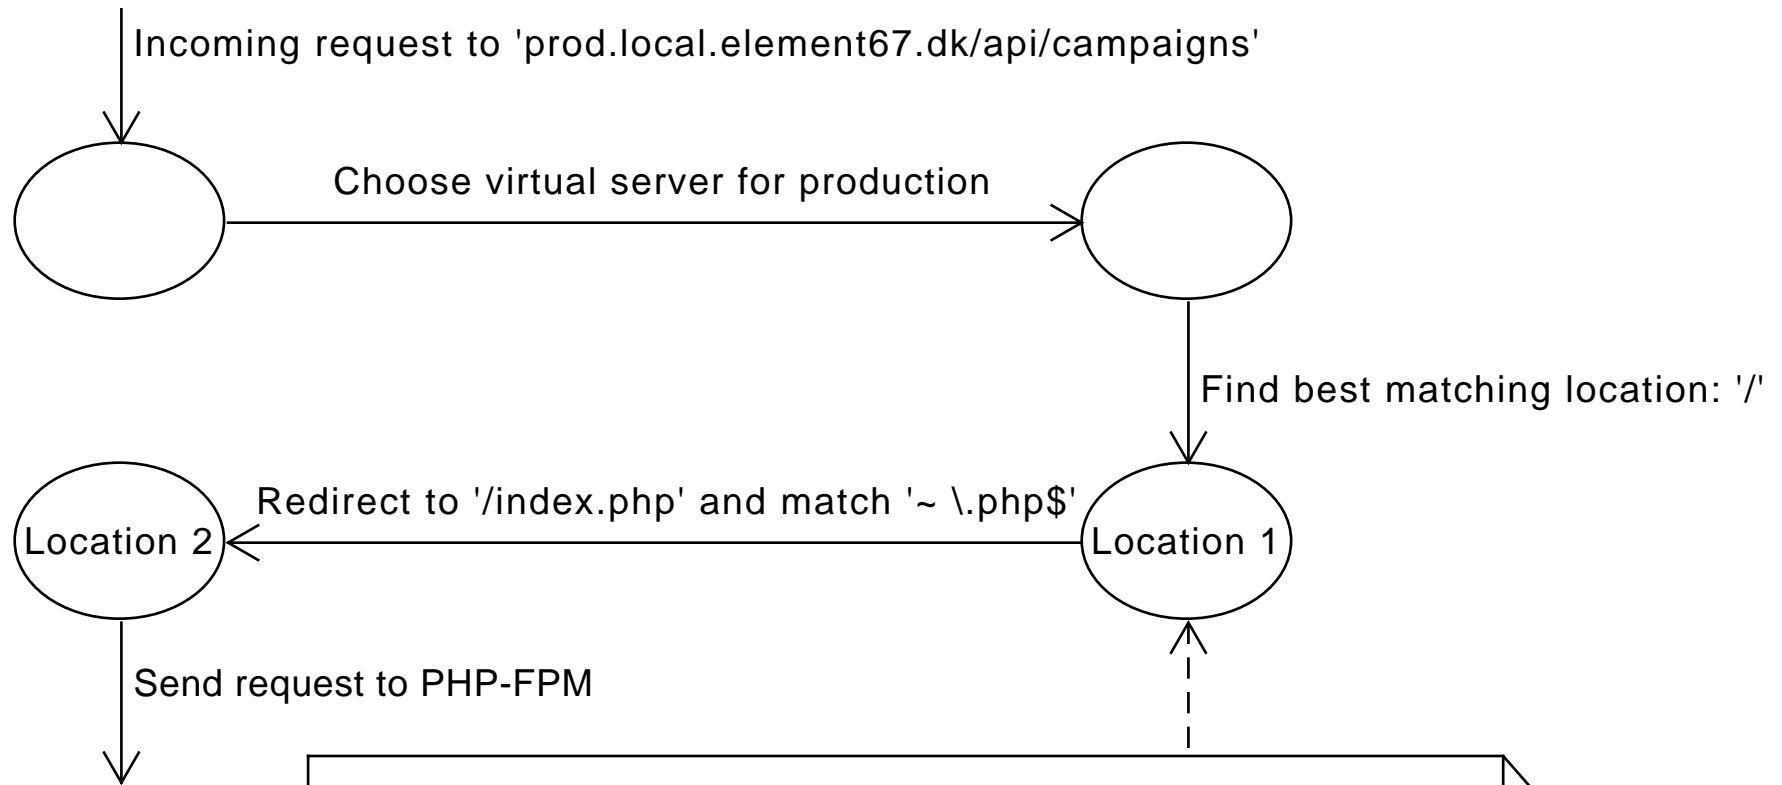 Incoming request to 'prod.local.element67.dk/api/campaigns'
Choose virtual server for production
Find best matching location: '/'
Redirect to '/index.php' and match '~ \.php$'
Location 2
Location 1
Send request to PHP-FPM